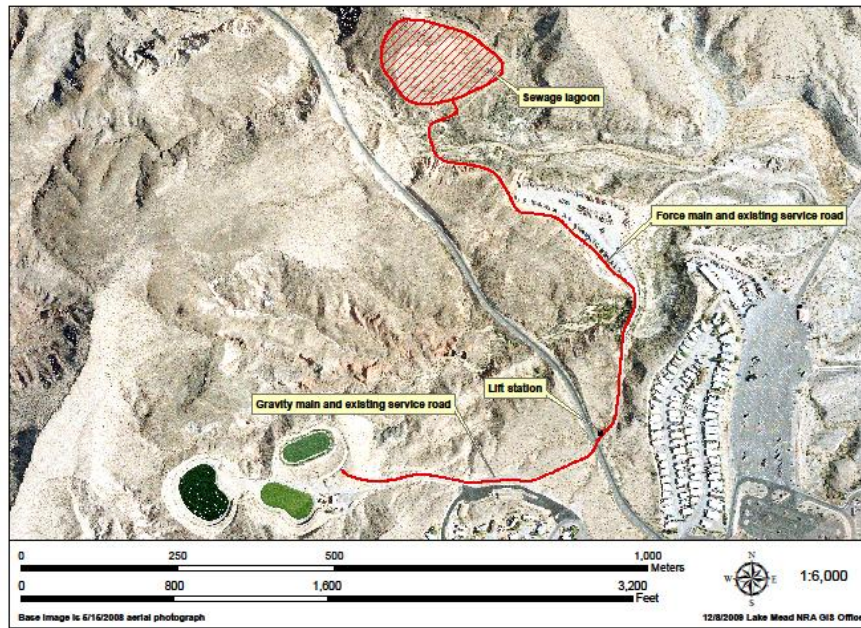 Sewage lagoon
Force main and existing service road
Lift station
Gravity main and existing service road
0 250 500 1,000
Meters
0 800 1,600 3,200
Feet
N
W E
S
1:6,000
Base image is 5/15/2008 aerial photograph
12/8/2009 Lake Mead NRA GIS Office